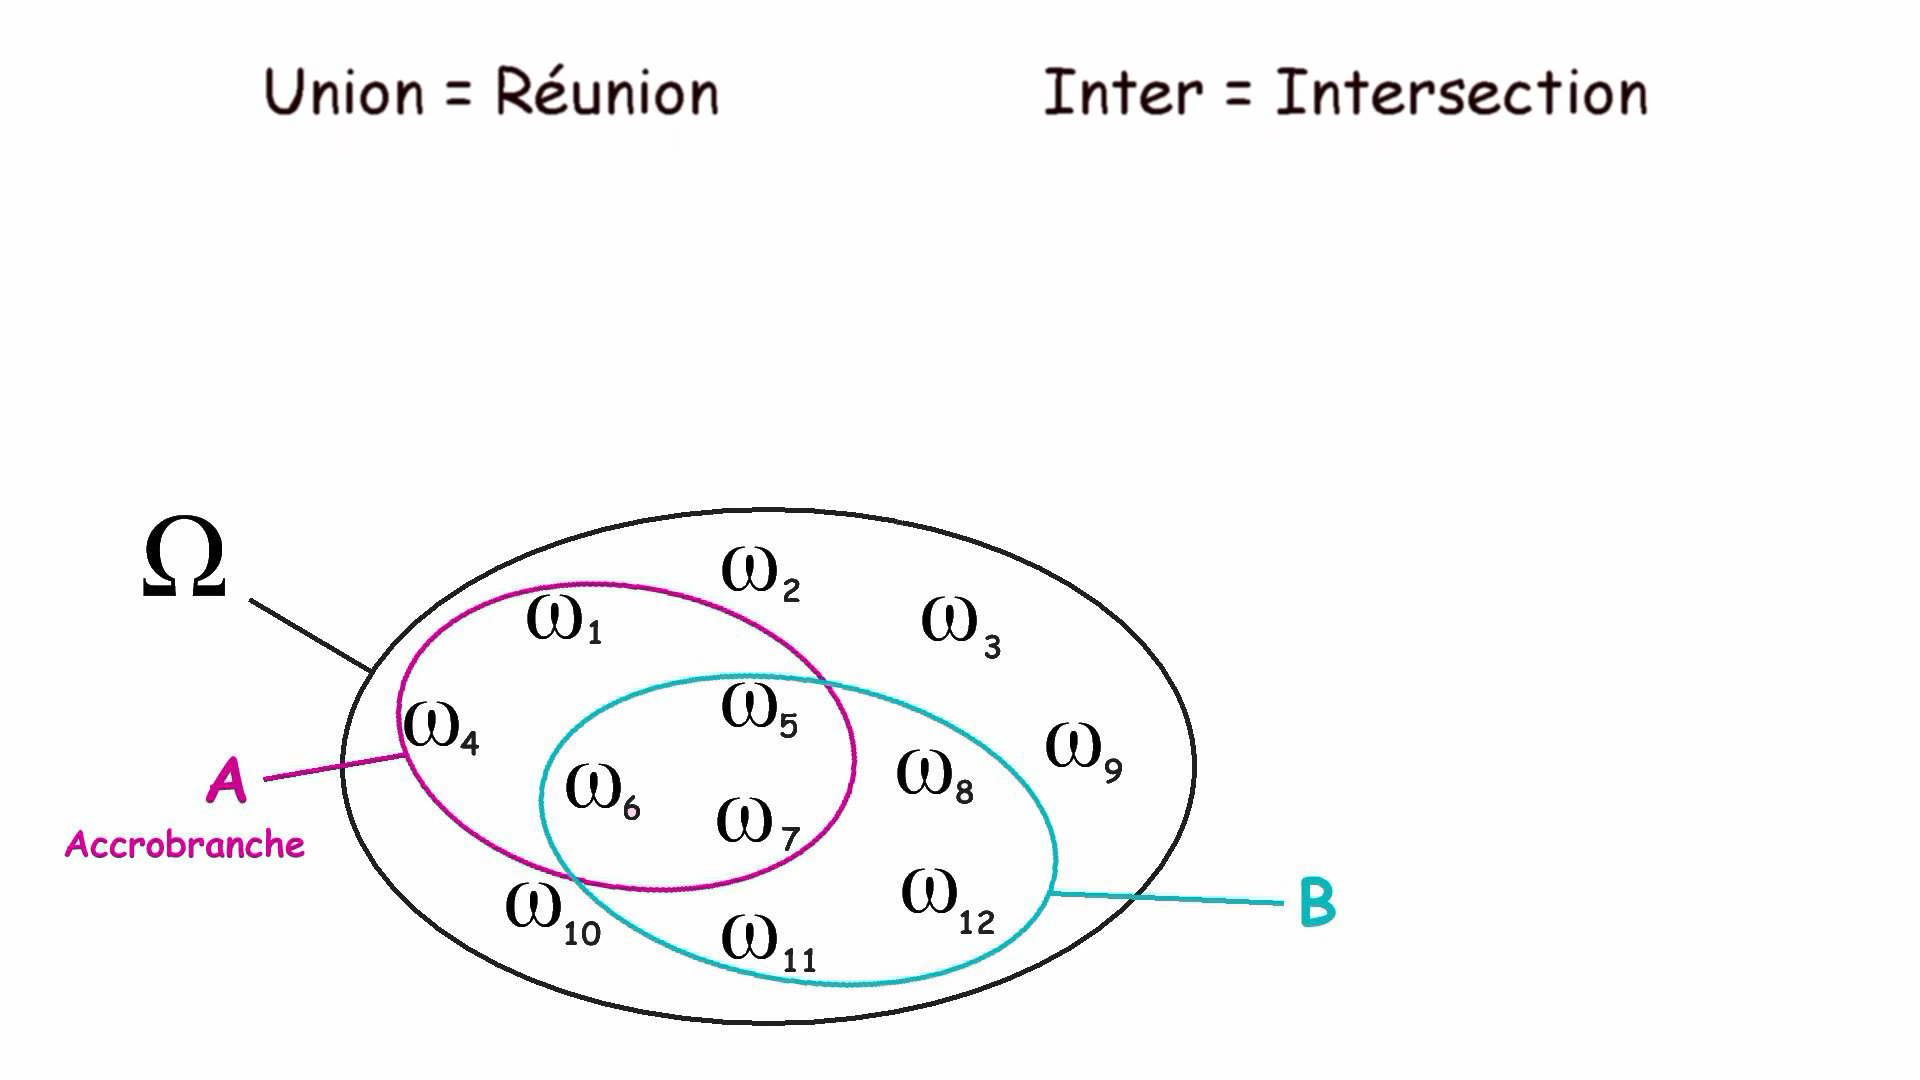 Union = Réunion
Inter = Intersection
Ω
ω2
ω1
ω3
ω5
ω4
ω9
ω8
A
ω6
ω7
Accrobranche
ω12
B
ω10
ω11